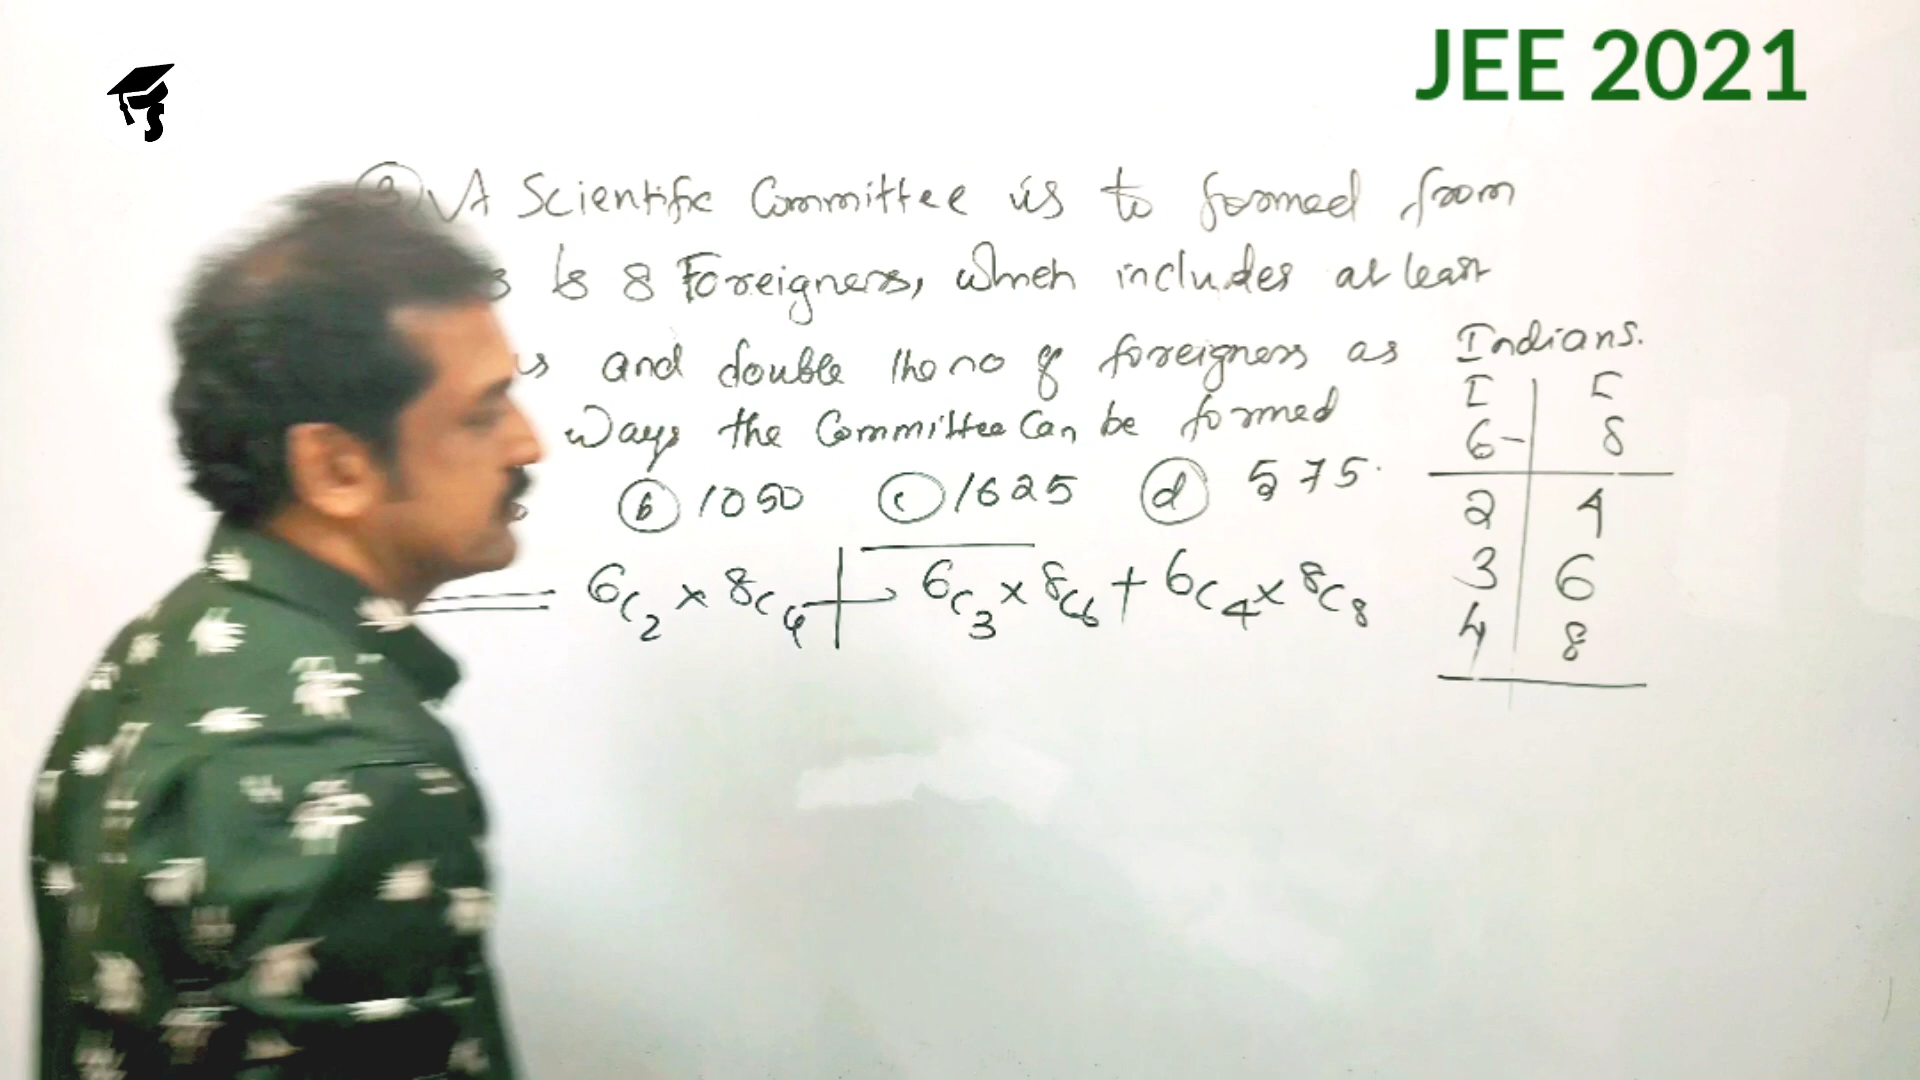 JEE 2021
A Scientific Committee is to formed from
& 8 Foreigners, which includes at least
and double the no of foreigners as Indians.
Ways the Committee Can be formed
(b) 1050 (c) 1625 (d) 575.
I F
6 8
2 4
3 6
4 8
6C2 × 8C4 + 6C3 × 8C6 + 6C4 × 8C8